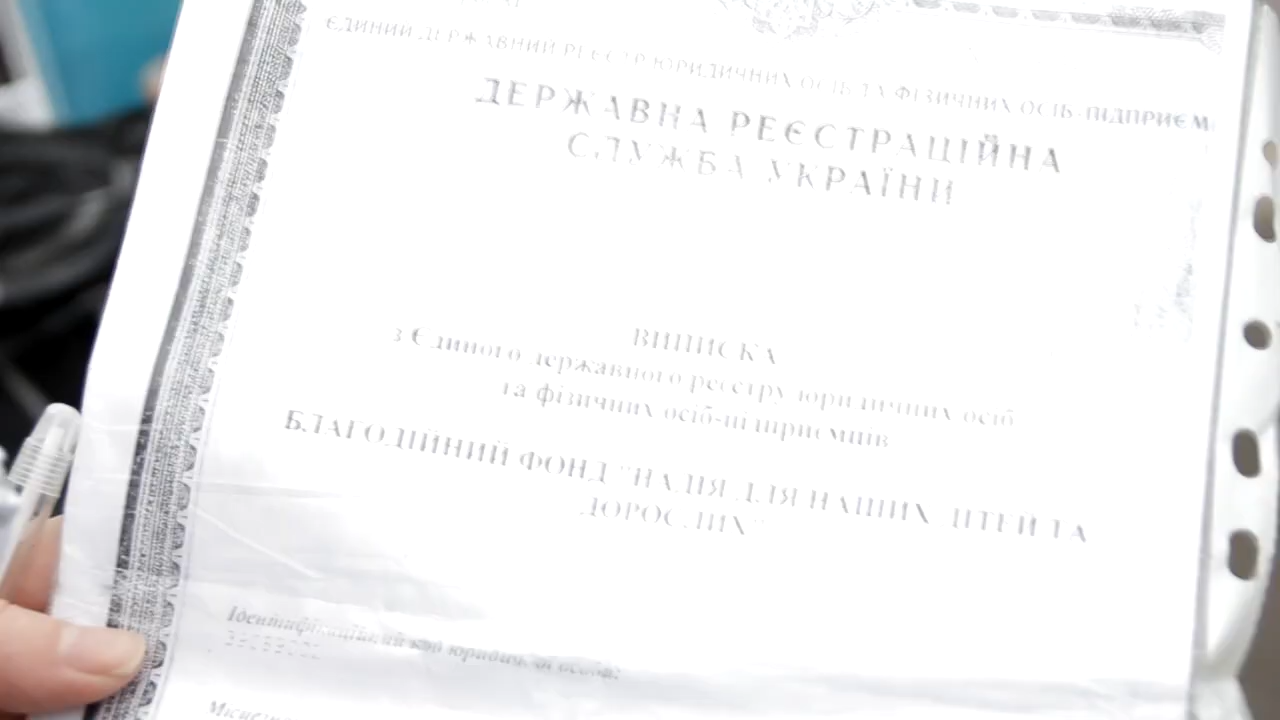 ЄДИНИЙ ДЕРЖАВНИЙ РЕЄСТР ЮРИДИЧНИХ ОСІБ ТА ФІЗИЧНИХ ОСІБ-ПІДПРИЄМ
ДЕРЖАВНА РЕЄСТРАЦІЙНА
СЛУЖБА УКРАЇНИ
ВИПИСКА
з Єдиного державного реєстру юридичних осіб
та фізичних осіб-підприємців
БЛАГОДІЙНИЙ ФОНД "НАДІЯ ДЛЯ НАШИХ ДІТЕЙ ТА
ДОРОСЛИХ"
Ідентифікаційний код юридичної особи: